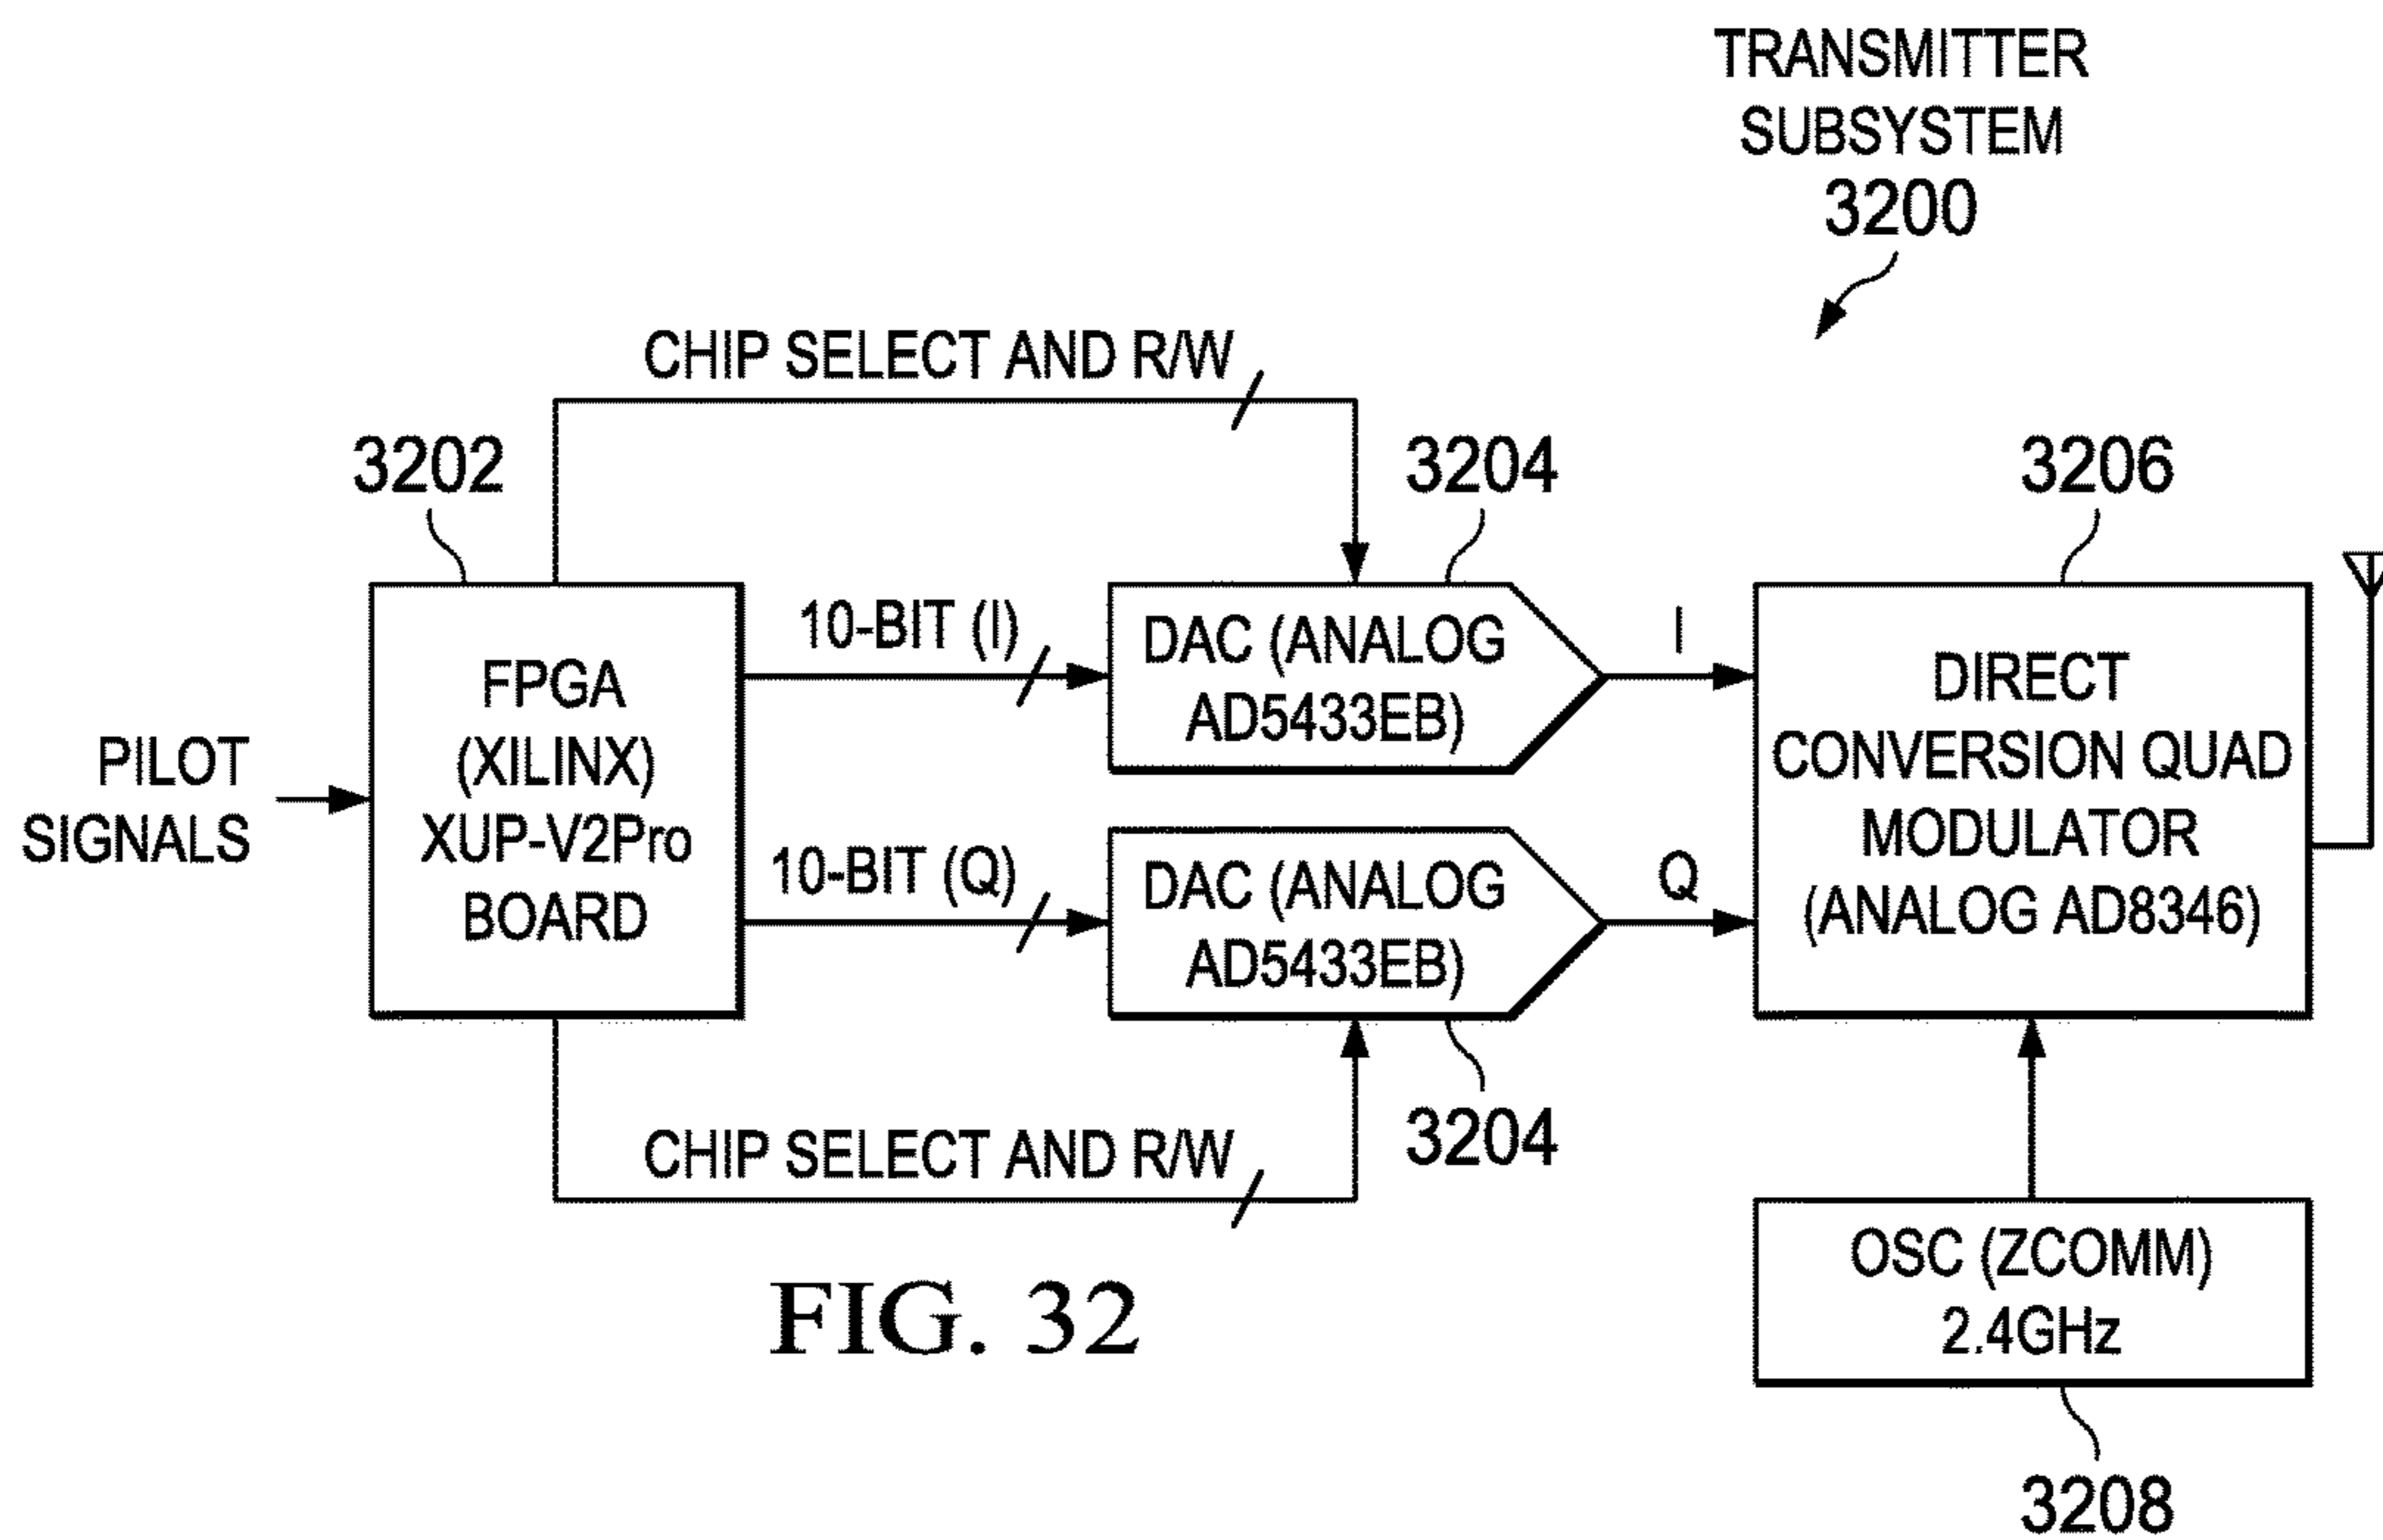 TRANSMITTER
SUBSYSTEM
3200
CHIP SELECT AND R/W
3202
3204
3206
PILOT
SIGNALS
FPGA
(XILINX)
XUP-V2Pro
BOARD
10-BIT (I)
10-BIT (Q)
DAC (ANALOG
AD5433EB)
DAC (ANALOG
AD5433EB)
I
Q
DIRECT
CONVERSION QUAD
MODULATOR
(ANALOG AD8346)
CHIP SELECT AND R/W
3204
OSC (ZCOMM)
2.4GHz
3208
FIG. 32